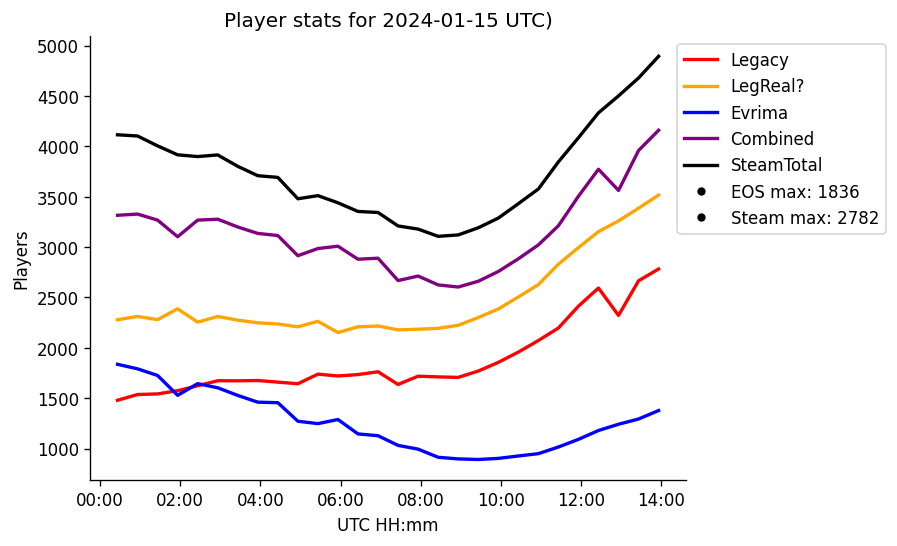 Player stats for 2024-01-15 UTC)
Players
5000
4500
4000
3500
3000
2500
2000
1500
1000
00:00 02:00 04:00 06:00 08:00 10:00 12:00 14:00
UTC HH:mm
Legacy
LegReal?
Evrima
Combined
SteamTotal
EOS max: 1836
Steam max: 2782